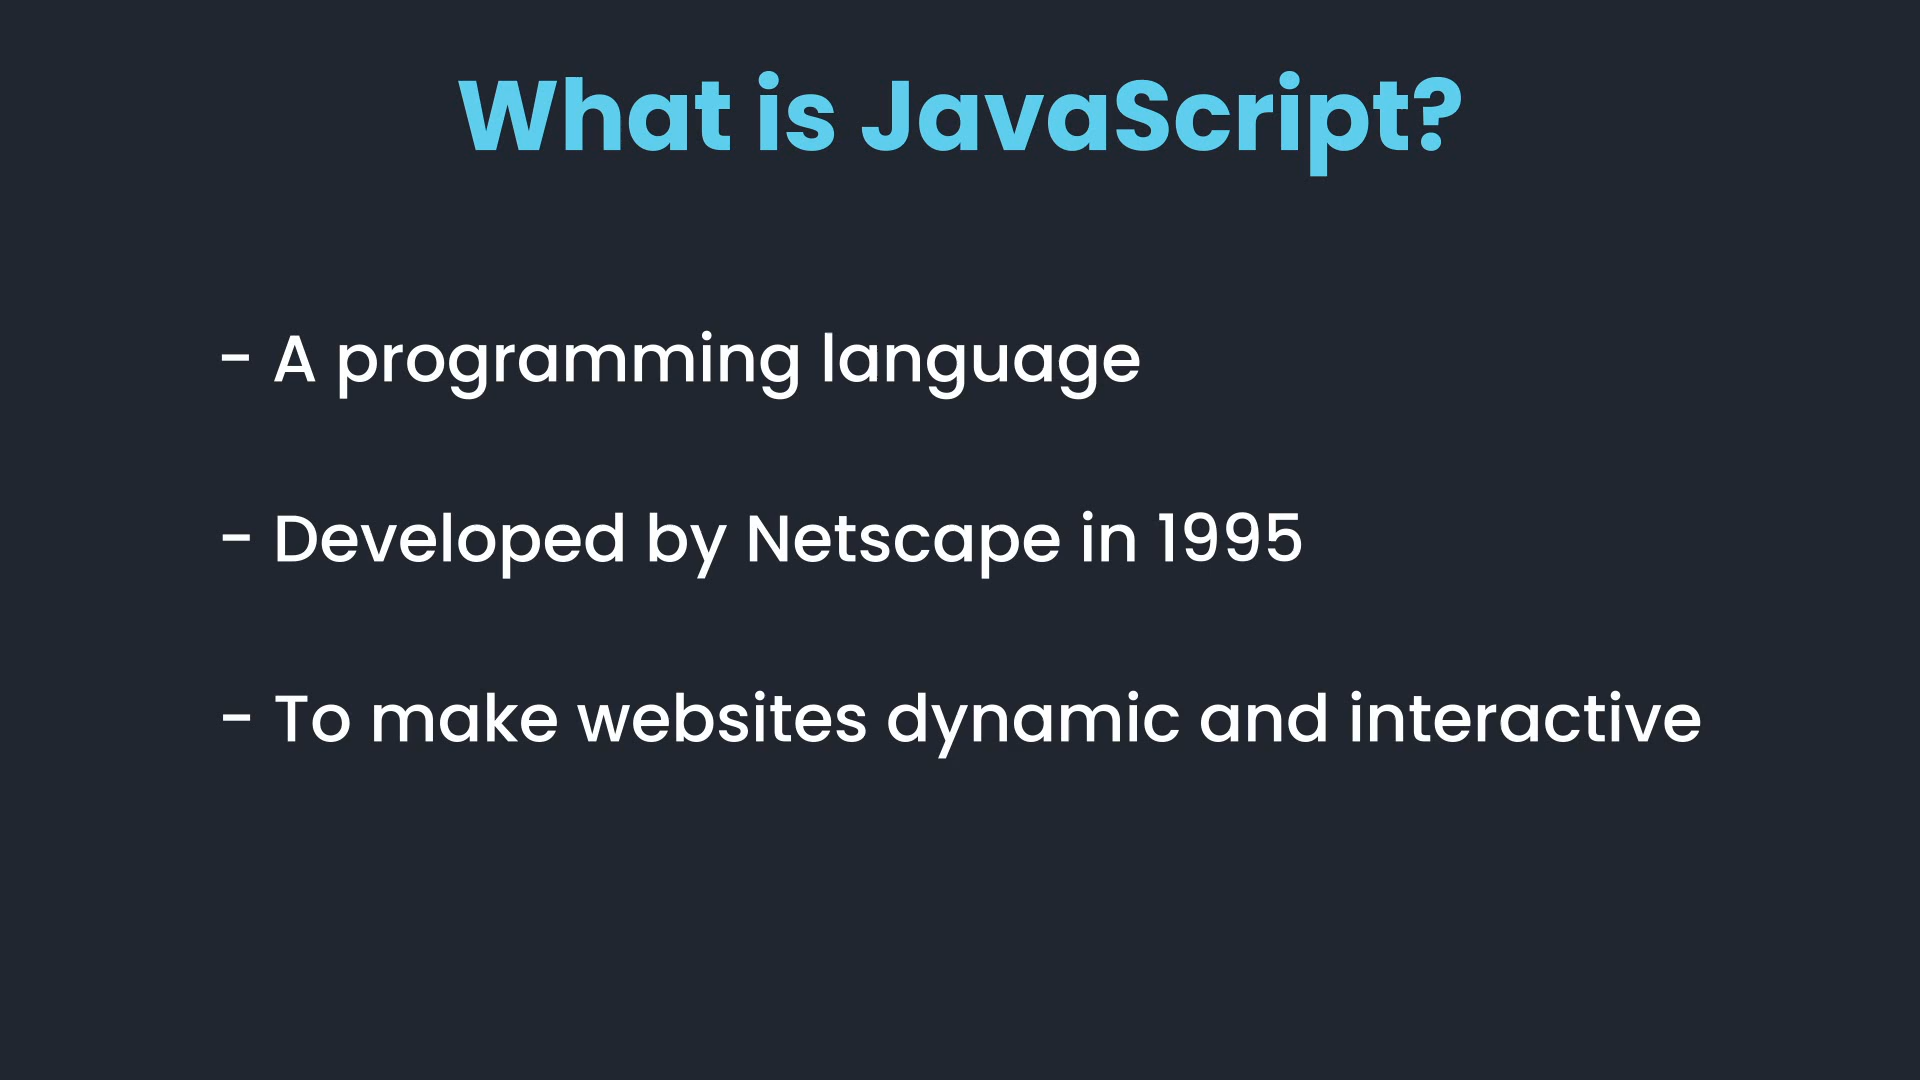 What is JavaScript?
- A programming language
- Developed by Netscape in 1995
- To make websites dynamic and interactive